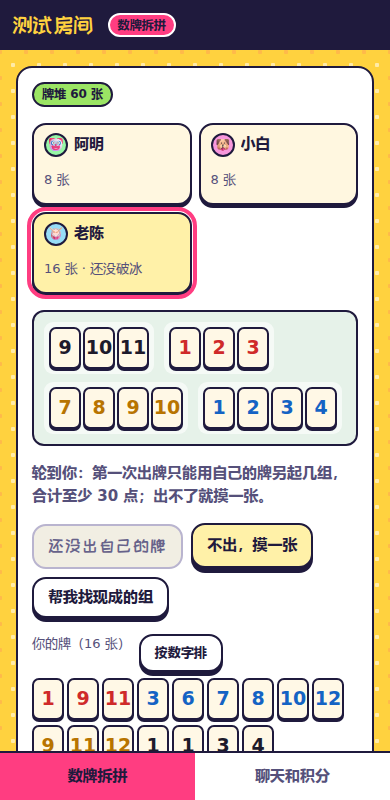 测试房间 数牌拆拼
牌堆 60 张
阿明 小白
8 张 8 张
老陈
16 张 · 还没破冰
9 10 11 1 2 3
7 8 9 10 1 2 3 4
轮到你：第一次出牌只能用自己的牌另起几组，
合计至少 30 点；出不了就摸一张。
还没出自己的牌 不出，摸一张
帮我找现成的组
你的牌（16 张） 按数字排
1 9 11 3 6 7 8 10 12
9 11 12 1 1 3 4
数牌拆拼 聊天和积分